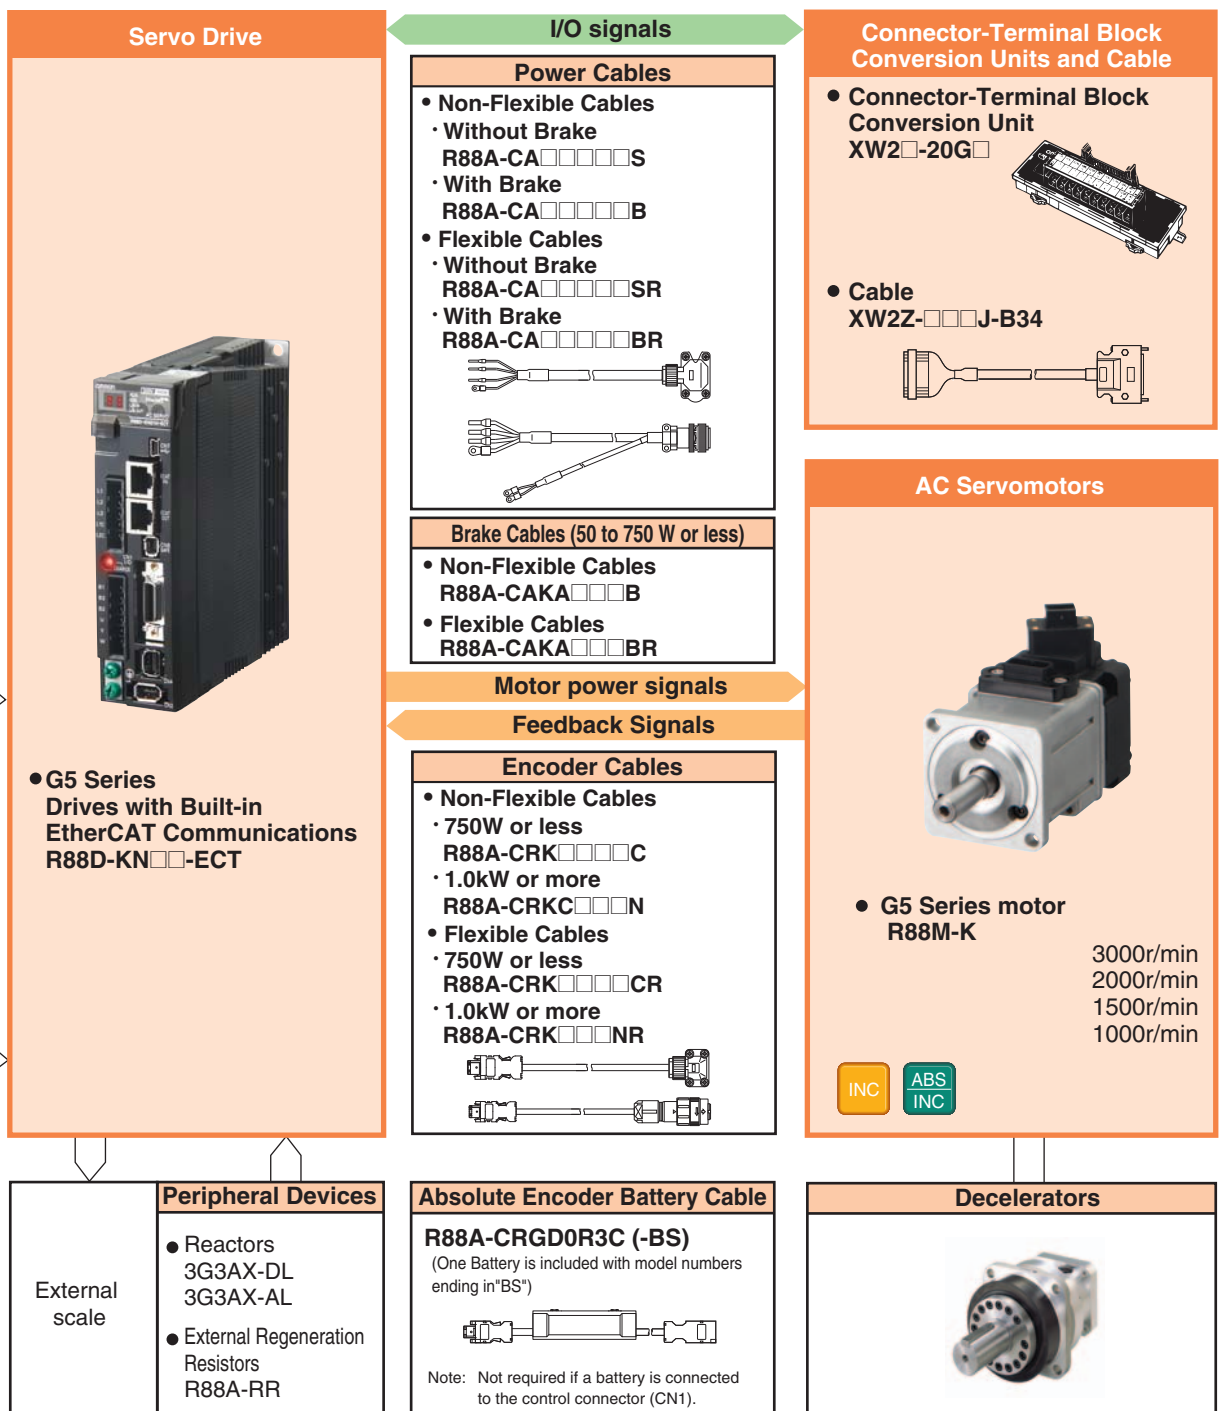 Servo Drive
● G5 Series
Drives with Built-in
EtherCAT Communications
R88D-KN□□-ECT
I/O signals
Power Cables
• Non-Flexible Cables
· Without Brake
R88A-CA□□□□□S
· With Brake
R88A-CA□□□□□B
• Flexible Cables
· Without Brake
R88A-CA□□□□□SR
· With Brake
R88A-CA□□□□□BR
Brake Cables (50 to 750 W or less)
• Non-Flexible Cables
R88A-CAKA□□□B
• Flexible Cables
R88A-CAKA□□□BR
Motor power signals
Feedback Signals
Encoder Cables
• Non-Flexible Cables
· 750W or less
R88A-CRK□□□□C
· 1.0kW or more
R88A-CRKC□□□N
• Flexible Cables
· 750W or less
R88A-CRK□□□□CR
· 1.0kW or more
R88A-CRK□□□NR
Connector-Terminal Block
Conversion Units and Cable
● Connector-Terminal Block
Conversion Unit
XW2□-20G□
● Cable
XW2Z-□□□J-B34
AC Servomotors
● G5 Series motor
R88M-K
3000r/min
2000r/min
1500r/min
1000r/min
INC
ABS
INC
External
scale
Peripheral Devices
● Reactors
3G3AX-DL
3G3AX-AL
● External Regeneration
Resistors
R88A-RR
Absolute Encoder Battery Cable
R88A-CRGD0R3C (-BS)
(One Battery is included with model numbers
ending in"BS")
Note: Not required if a battery is connected
to the control connector (CN1).
Decelerators